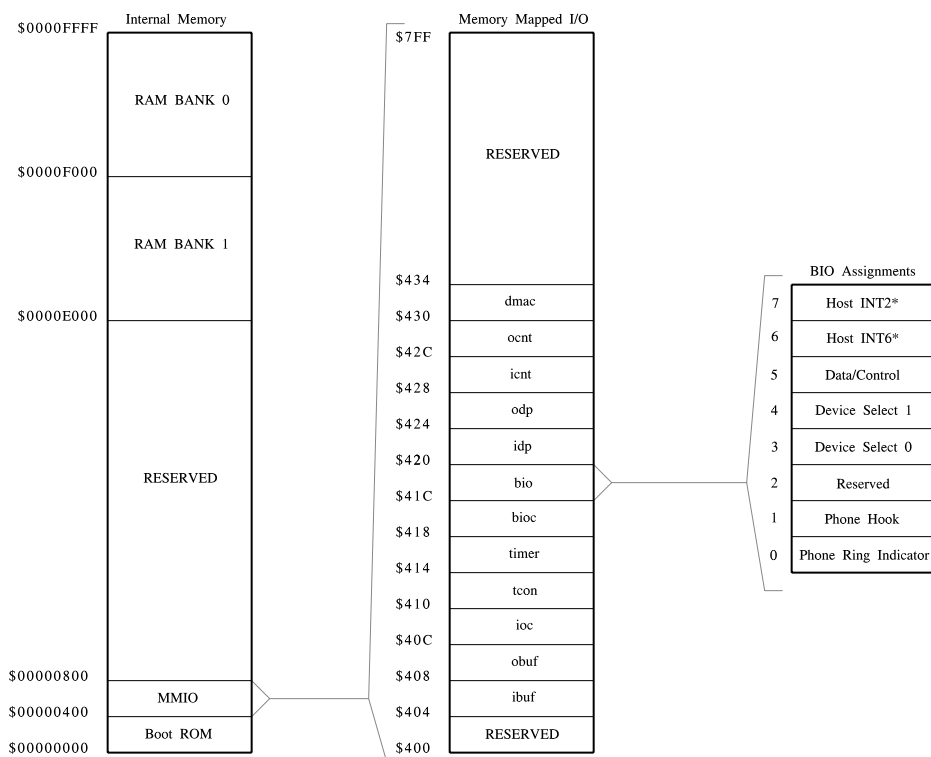 Internal Memory
$0000FFFF
RAM BANK 0
$0000F000
RAM BANK 1
$0000E000
RESERVED
$00000800
MMIO
$00000400
Boot ROM
$00000000
Memory Mapped I/O
$7FF
RESERVED
$434
dmac
$430
ocnt
$42C
icnt
$428
odp
$424
idp
$420
bio
$41C
bioc
$418
timer
$414
tcon
$410
ioc
$40C
obuf
$408
ibuf
$404
RESERVED
$400
BIO Assignments
7 Host INT2*
6 Host INT6*
5 Data/Control
4 Device Select 1
3 Device Select 0
2 Reserved
1 Phone Hook
0 Phone Ring Indicator